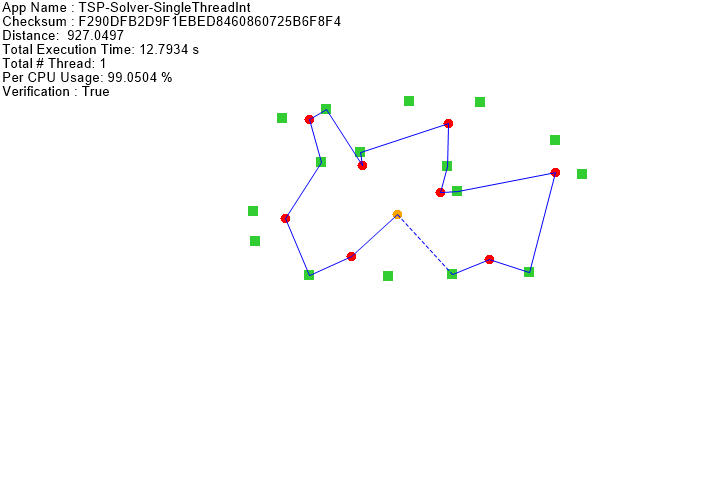 App Name : TSP-Solver-SingleThreadInt
Checksum : F290DFB2D9F1EBED8460860725B6F8F4
Distance:  927.0497
Total Execution Time: 12.7934 s
Total # Thread: 1
Per CPU Usage: 99.0504 %
Verification : True